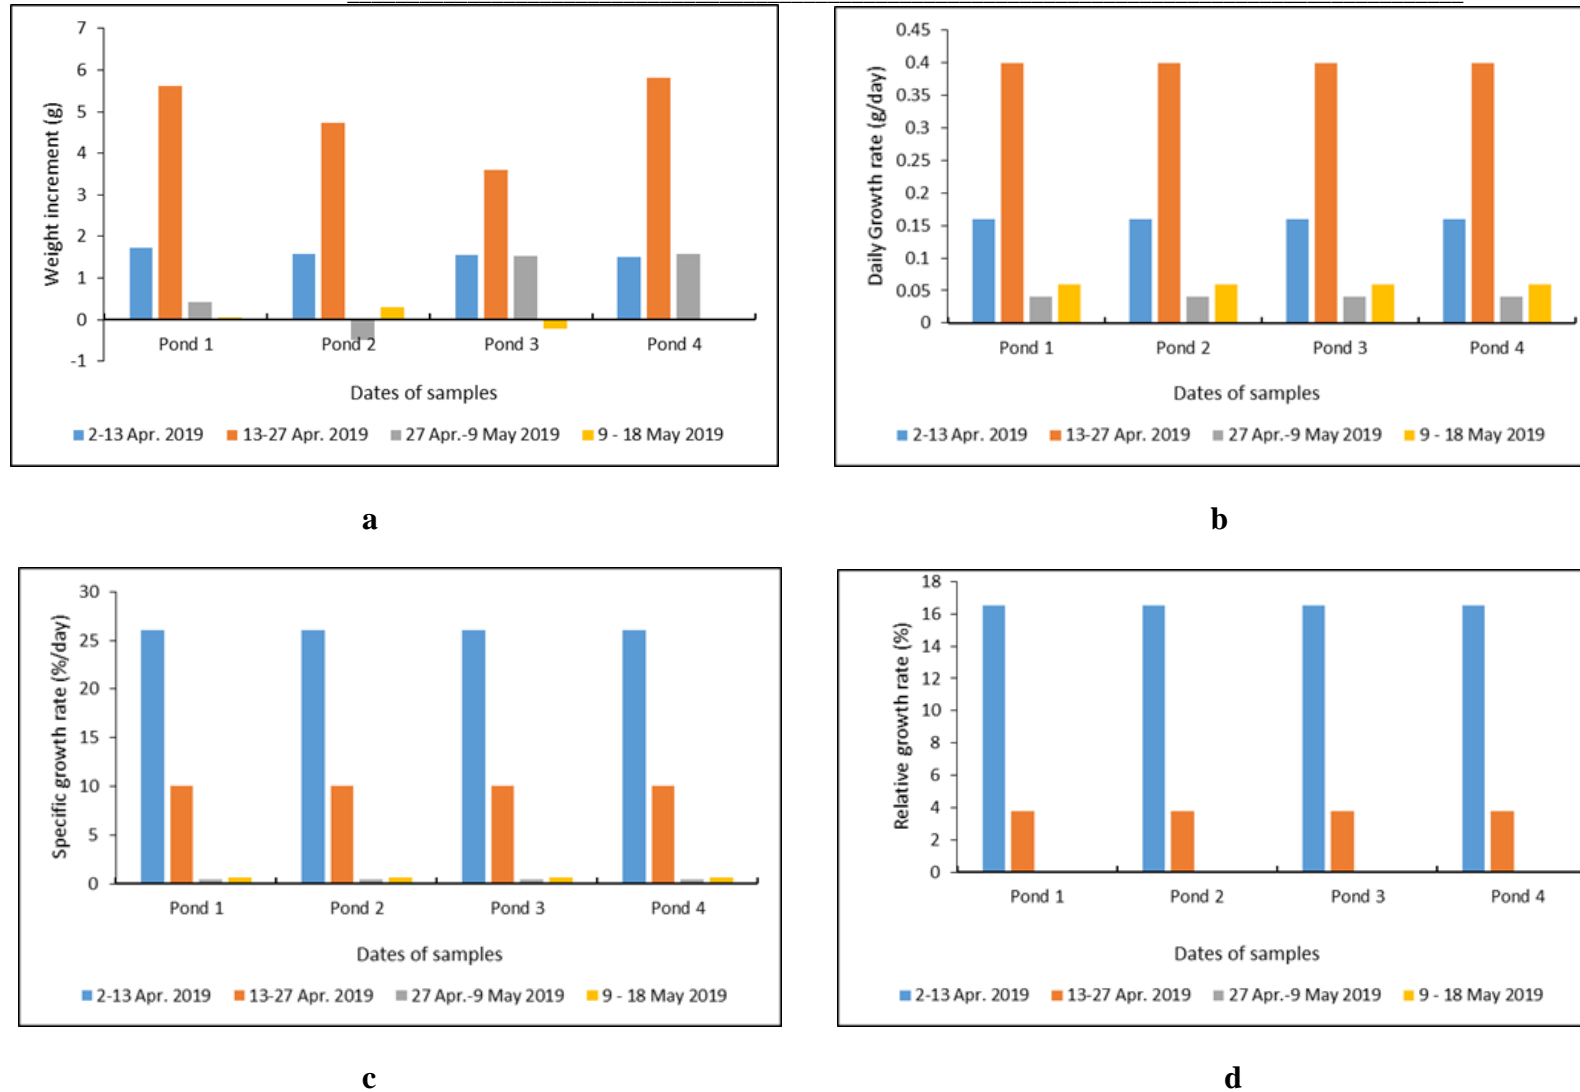 7
6
5
4
3
2
1
0
-1
Weight increment (g)
Pond 1 Pond 2 Pond 3 Pond 4
Dates of samples
2-13 Apr. 2019 13-27 Apr. 2019 27 Apr.-9 May 2019 9 - 18 May 2019
a
0.45
0.4
0.35
0.3
0.25
0.2
0.15
0.1
0.05
0
Daily Growth rate (g/day)
Pond 1 Pond 2 Pond 3 Pond 4
Dates of samples
2-13 Apr. 2019 13-27 Apr. 2019 27 Apr.-9 May 2019 9 - 18 May 2019
b
30
25
20
15
10
5
0
Specific growth rate (%/day)
Pond 1 Pond 2 Pond 3 Pond 4
Dates of samples
2-13 Apr. 2019 13-27 Apr. 2019 27 Apr.-9 May 2019 9 - 18 May 2019
c
18
16
14
12
10
8
6
4
2
0
Relative growth rate (%)
Pond 1 Pond 2 Pond 3 Pond 4
Dates of samples
2-13 Apr. 2019 13-27 Apr. 2019 27 Apr.-9 May 2019 9 - 18 May 2019
d